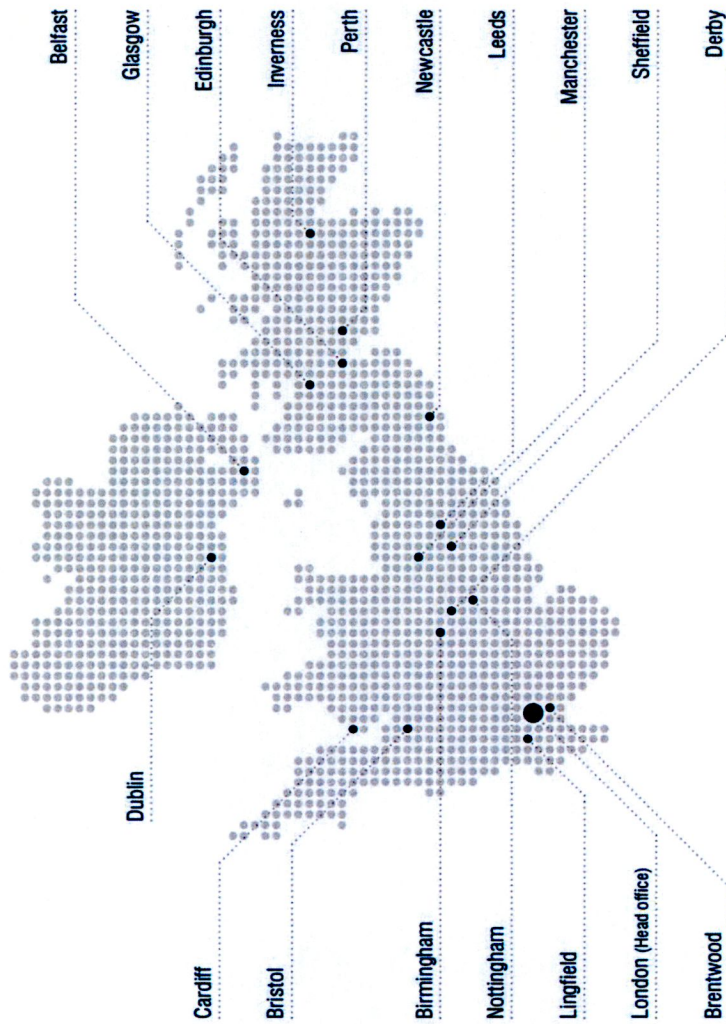 Belfast
Glasgow
Edinburgh
Inverness
Perth
Newcastle
Leeds
Manchester
Sheffield
Derby
Dublin
Cardiff
Bristol
Birmingham
Nottingham
Lingfield
London (Head office)
Brentwood